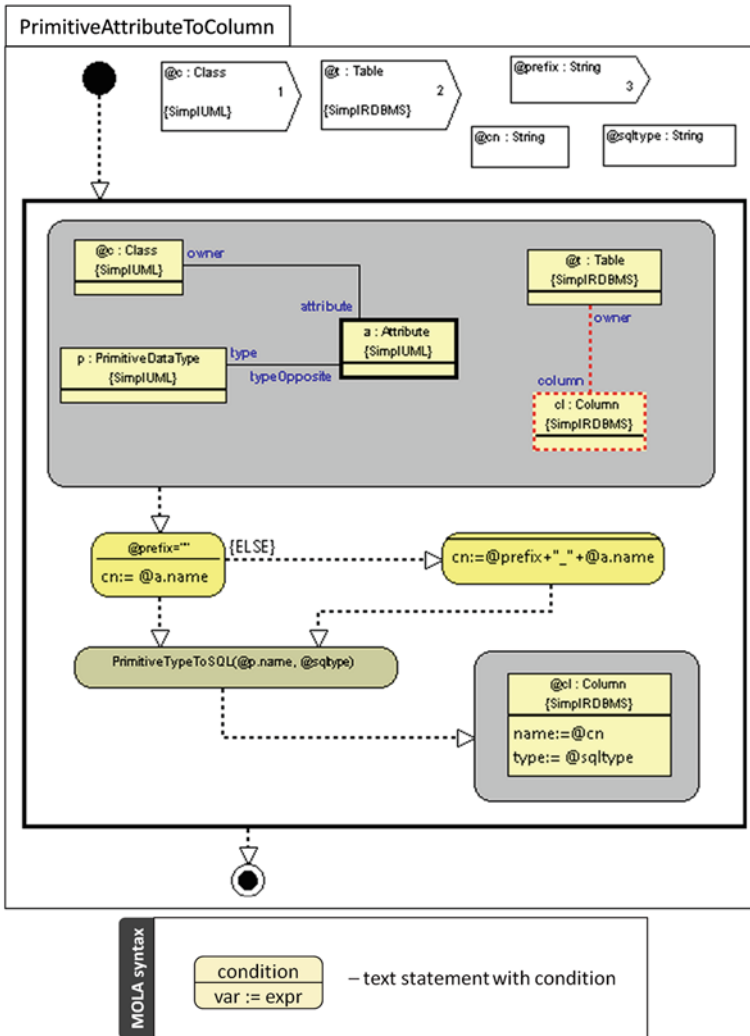 PrimitiveAttributeToColumn
@c : Class
1
{SimplUML}
@t : Table
2
{SimplRDBMS}
@prefix : String
3
@cn : String
@sqltype : String
@c : Class
{SimplUML}
owner
attribute
a : Attribute
{SimplUML}
p : PrimitiveDataType
{SimplUML}
type
typeOpposite
@t : Table
{SimplRDBMS}
owner
column
cl : Column
{SimplRDBMS}
@prefix=""
cn:= @a.name
{ELSE}
cn:=@prefix+"_"+@a.name
PrimitiveTypeToSQL(@p.name, @sqltype)
@cl : Column
{SimplRDBMS}
name:=@cn
type:= @sqltype
MOLA syntax
condition
var := expr
– text statement with condition